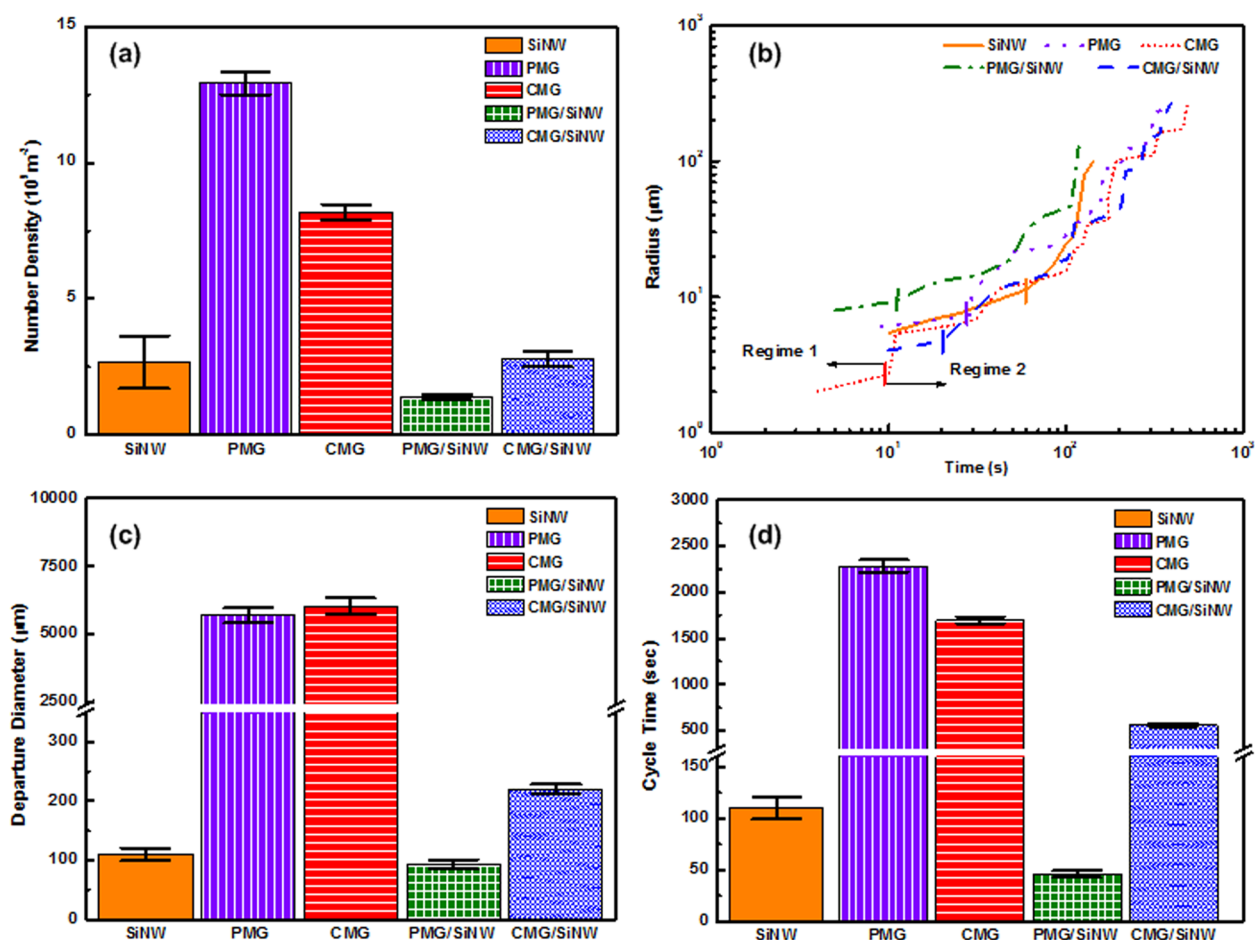 (a)
15
10
5
0
Number Density (10⁹m⁻²)
SiNW
PMG
CMG
PMG/SiNW
CMG/SiNW
SiNW PMG CMG PMG/SiNW CMG/SiNW
(b)
SiNW PMG CMG
PMG/SiNW CMG/SiNW
10³
10²
10¹
10⁰
Radius (µm)
Regime 1
Regime 2
10⁰ 10¹ 10² 10³
Time (s)
(c)
10000
7500
5000
2500
300
200
100
0
Departure Diameter (µm)
SiNW
PMG
CMG
PMG/SiNW
CMG/SiNW
SiNW PMG CMG PMG/SiNW CMG/SiNW
(d)
3000
2500
2250
2000
1750
1500
1000
500
150
100
50
0
Cycle Time (sec)
SiNW
PMG
CMG
PMG/SiNW
CMG/SiNW
SiNW PMG CMG PMG/SiNW CMG/SiNW